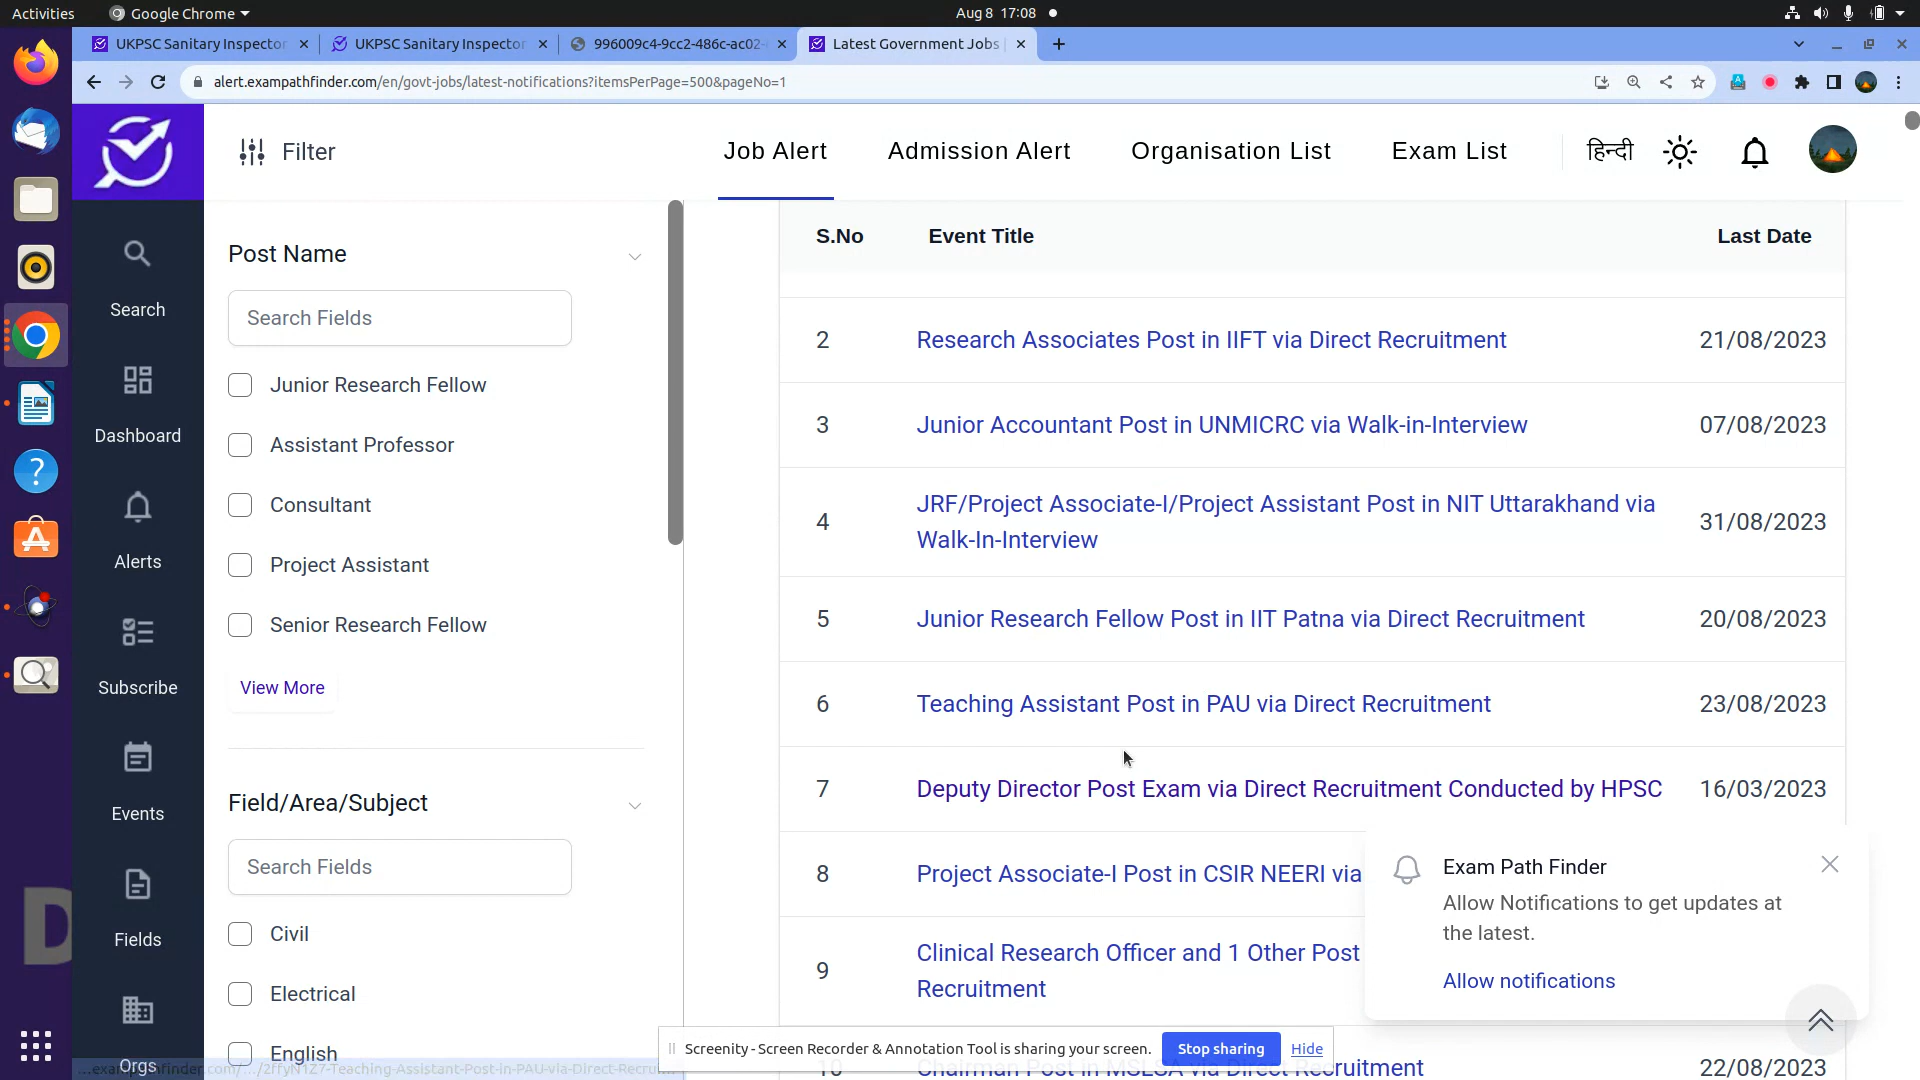 Activities
Google Chrome
Aug 8 17:08
UKPSC Sanitary Inspector
UKPSC Sanitary Inspector
996009c4-9cc2-486c-ac02-
Latest Government Jobs
alert.exampathfinder.com/en/govt-jobs/latest-notifications?itemsPerPage=500&pageNo=1
Filter
Job Alert
Admission Alert
Organisation List
Exam List
हिन्दी
Search
Dashboard
Alerts
Subscribe
Events
Fields
Orgs
Post Name
Search Fields
Junior Research Fellow
Assistant Professor
Consultant
Project Assistant
Senior Research Fellow
View More
Field/Area/Subject
Search Fields
Civil
Electrical
English
S.No Event Title Last Date
2 Research Associates Post in IIFT via Direct Recruitment 21/08/2023
3 Junior Accountant Post in UNMICRC via Walk-in-Interview 07/08/2023
4 JRF/Project Associate-I/Project Assistant Post in NIT Uttarakhand via 31/08/2023
Walk-In-Interview
5 Junior Research Fellow Post in IIT Patna via Direct Recruitment 20/08/2023
6 Teaching Assistant Post in PAU via Direct Recruitment 23/08/2023
7 Deputy Director Post Exam via Direct Recruitment Conducted by HPSC 16/03/2023
8 Project Associate-I Post in CSIR NEERI via
9 Clinical Research Officer and 1 Other Post
Recruitment
10 Chairman Post in MSLSA via Direct Recruitment 22/08/2023
Exam Path Finder
Allow Notifications to get updates at
the latest.
Allow notifications
Screenity - Screen Recorder & Annotation Tool is sharing your screen. Stop sharing Hide